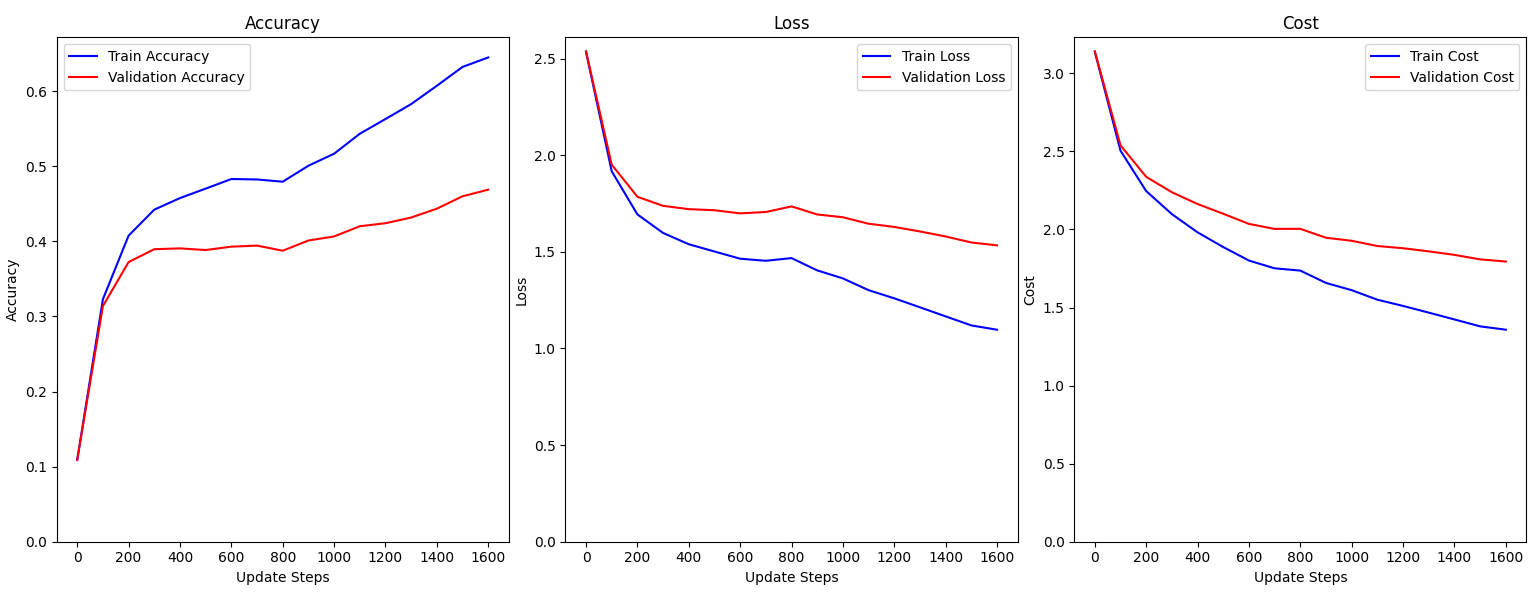 Accuracy
Train Accuracy
Validation Accuracy
0.6
0.5
0.4
0.3
0.2
0.1
0.0
Accuracy
0 200 400 600 800 1000 1200 1400 1600
Update Steps
Loss
Train Loss
Validation Loss
2.5
2.0
1.5
1.0
0.5
0.0
Loss
0 200 400 600 800 1000 1200 1400 1600
Update Steps
Cost
Train Cost
Validation Cost
3.0
2.5
2.0
1.5
1.0
0.5
0.0
Cost
0 200 400 600 800 1000 1200 1400 1600
Update Steps